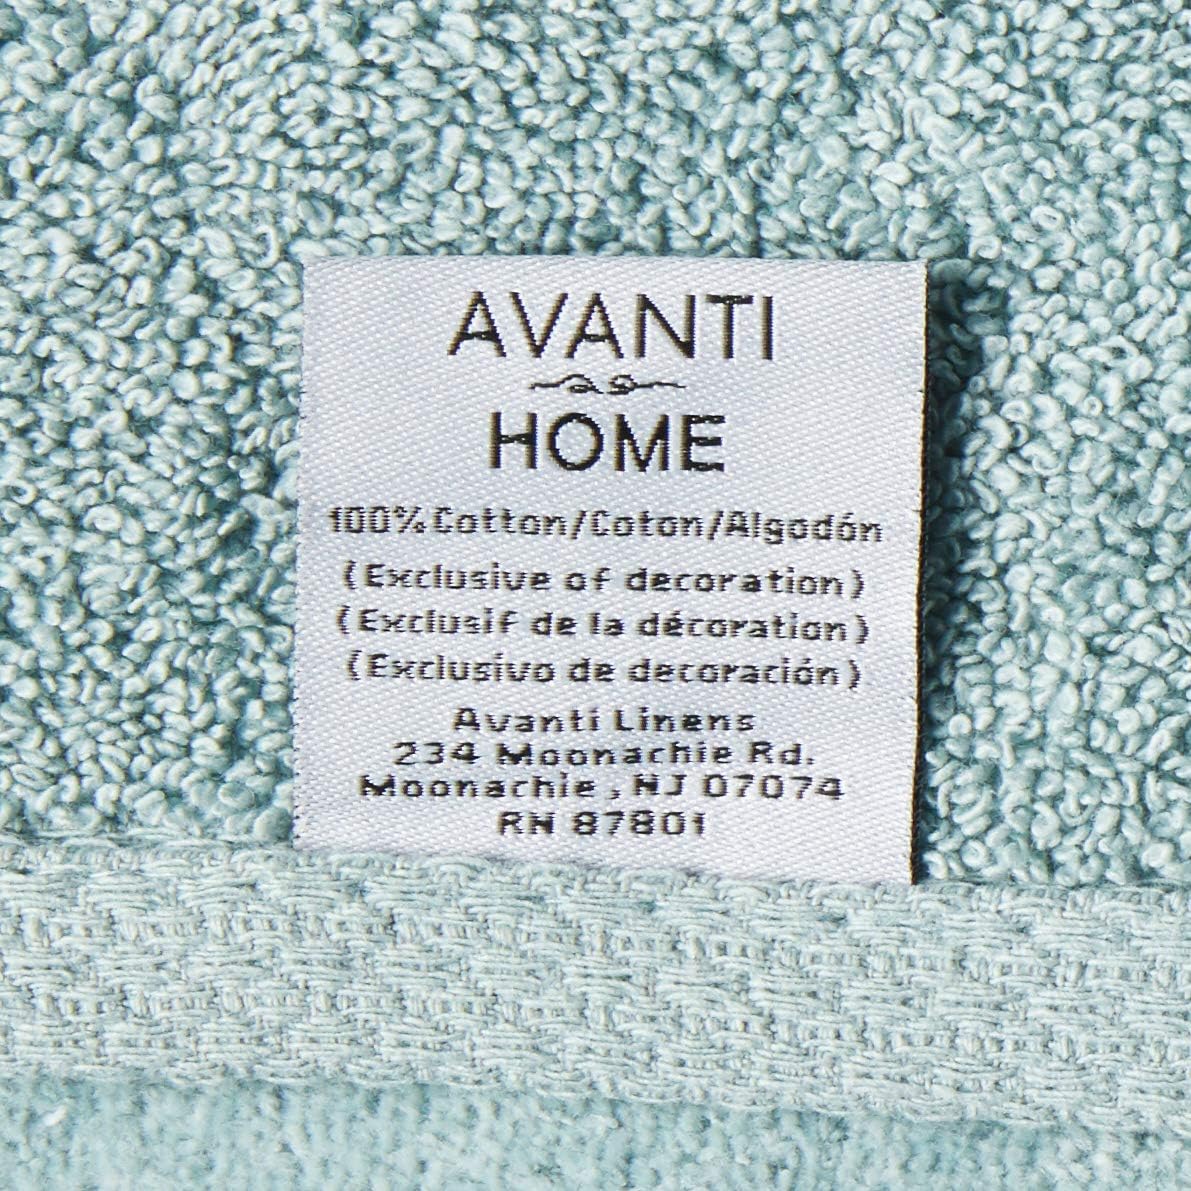 AVANTI
HOME
100% Cotton/Coton/Algodón
(Exclusive of decoration)
(Exclusif de la décoration)
(Exclusivo de decoración)
Avanti Linens
234 Moonachie Rd.
Moonachie , NJ 07074
RN 87801